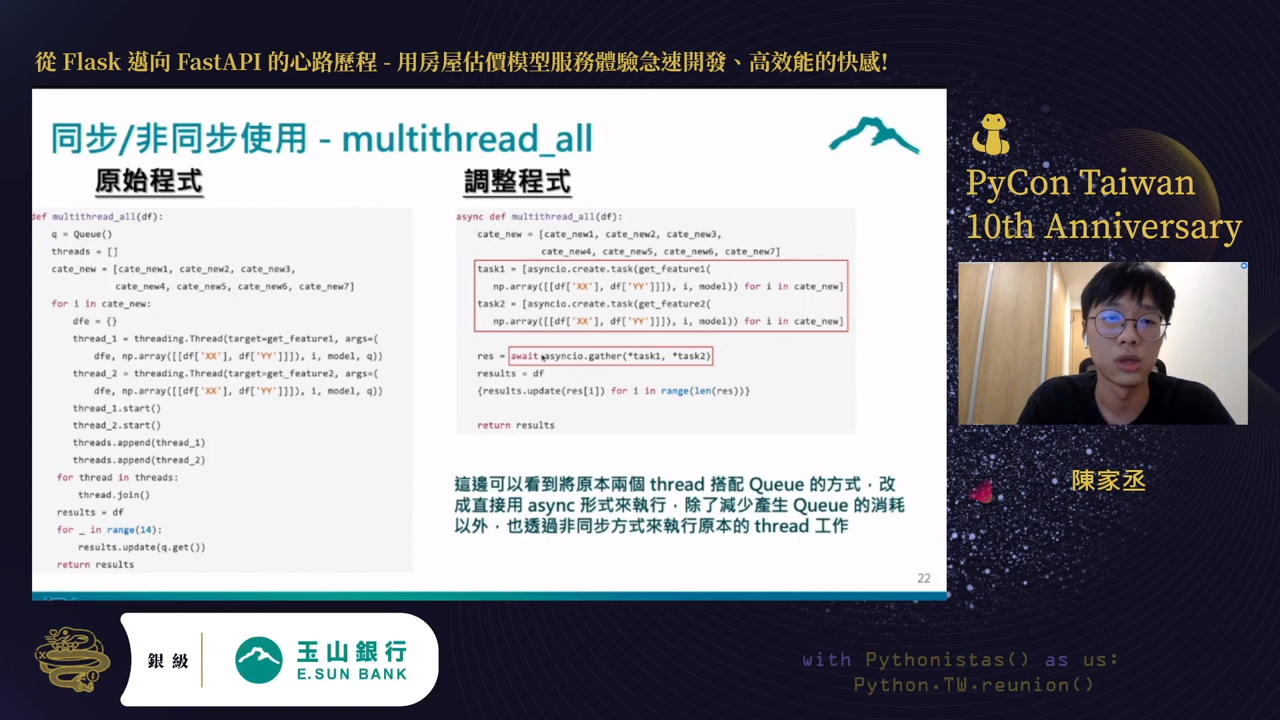 從 Flask 邁向 FastAPI 的心路歷程 - 用房屋估價模型服務體驗急速開發、高效能的快感!
同步/非同步使用 - multithread_all
原始程式
def multithread_all(df):
q = Queue()
threads = []
cate_new = [cate_new1, cate_new2, cate_new3,
cate_new4, cate_new5, cate_new6, cate_new7]
for i in cate_new:
dfe = {}
thread_1 = threading.Thread(target=get_feature1, args=(
dfe, np.array([[df['XX'], df['YY']]]), i, model, q))
thread_2 = threading.Thread(target=get_feature2, args=(
dfe, np.array([[df['XX'], df['YY']]]), i, model, q))
thread_1.start()
thread_2.start()
threads.append(thread_1)
threads.append(thread_2)
for thread in threads:
thread.join()
results = df
for _ in range(14):
results.update(q.get())
return results
調整程式
async def multithread_all(df):
cate_new = [cate_new1, cate_new2, cate_new3,
cate_new4, cate_new5, cate_new6, cate_new7]
task1 = [asyncio.create.task(get_feature1(
np.array([[df['XX'], df['YY']]]), i, model)) for i in cate_new]
task2 = [asyncio.create.task(get_feature2(
np.array([[df['XX'], df['YY']]]), i, model)) for i in cate_new]
res = await asyncio.gather(*task1, *task2)
results = df
{results.update(res[i]) for i in range(len(res))}
return results
這邊可以看到將原本兩個 thread 搭配 Queue 的方式，改
成直接用 async 形式來執行，除了減少產生 Queue 的消耗
以外，也透過非同步方式來執行原本的 thread 工作
22
PyCon Taiwan
10th Anniversary
陳家丞
銀級
玉山銀行
E.SUN BANK
with Pythonistas() as us:
Python.TW.reunion()